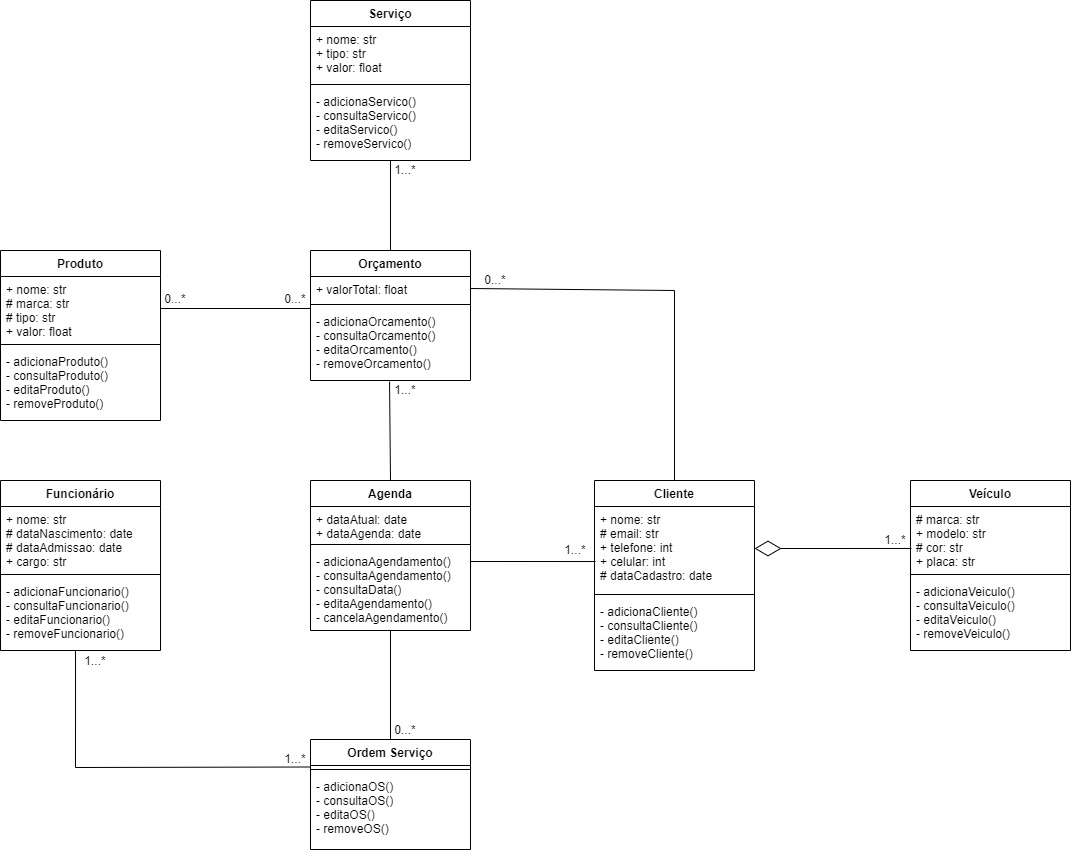 Serviço
+ nome: str
+ tipo: str
+ valor: float
- adicionaServico()
- consultaServico()
- editaServico()
- removeServico()
1...*
Produto
+ nome: str
# marca: str
# tipo: str
+ valor: float
- adicionaProduto()
- consultaProduto()
- editaProduto()
- removeProduto()
0...*
0...*
Orçamento
+ valorTotal: float
- adicionaOrcamento()
- consultaOrcamento()
- editaOrcamento()
- removeOrcamento()
0...*
1...*
Funcionário
+ nome: str
# dataNascimento: date
# dataAdmissao: date
+ cargo: str
- adicionaFuncionario()
- consultaFuncionario()
- editaFuncionario()
- removeFuncionario()
1...*
Agenda
+ dataAtual: date
+ dataAgenda: date
- adicionaAgendamento()
- consultaAgendamento()
- consultaData()
- editaAgendamento()
- cancelaAgendamento()
1...*
Cliente
+ nome: str
# email: str
+ telefone: int
+ celular: int
# dataCadastro: date
- adicionaCliente()
- consultaCliente()
- editaCliente()
- removeCliente()
1...*
Veículo
# marca: str
+ modelo: str
# cor: str
+ placa: str
- adicionaVeiculo()
- consultaVeiculo()
- editaVeiculo()
- removeVeiculo()
0...*
1...*
Ordem Serviço
- adicionaOS()
- consultaOS()
- editaOS()
- removeOS()